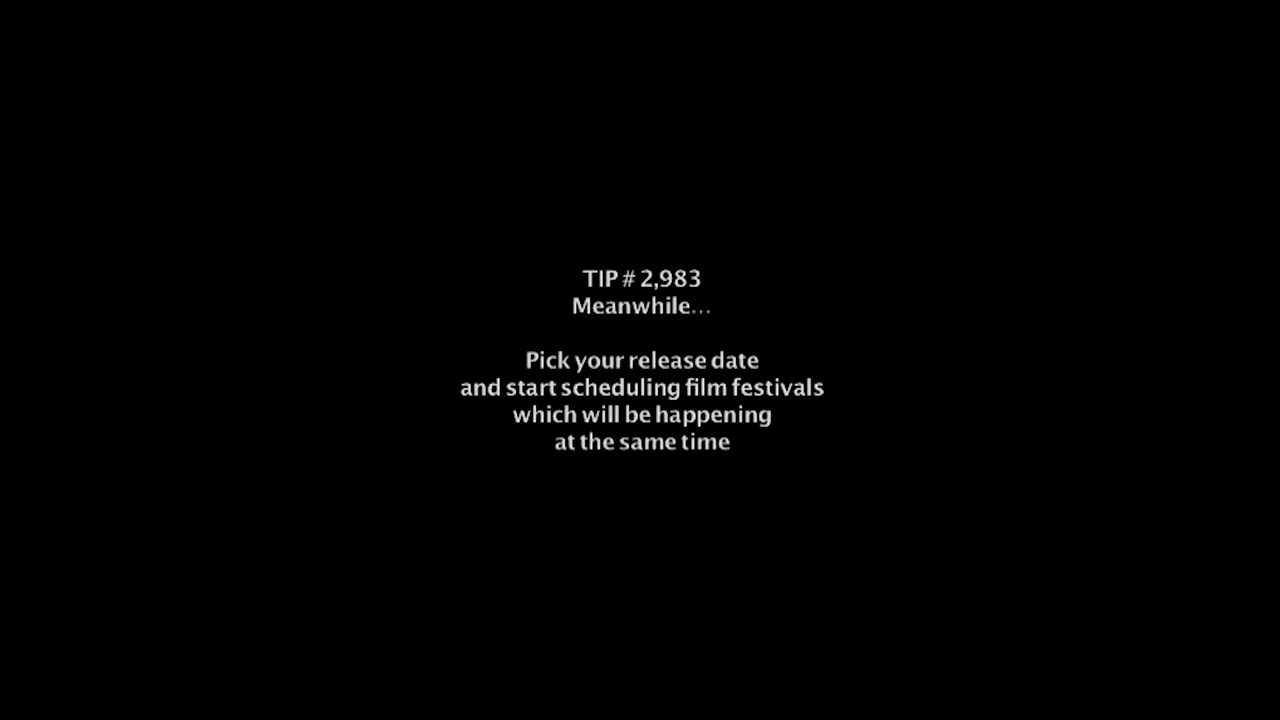 TIP # 2,983
Meanwhile...
Pick your release date
and start scheduling film festivals
which will be happening
at the same time